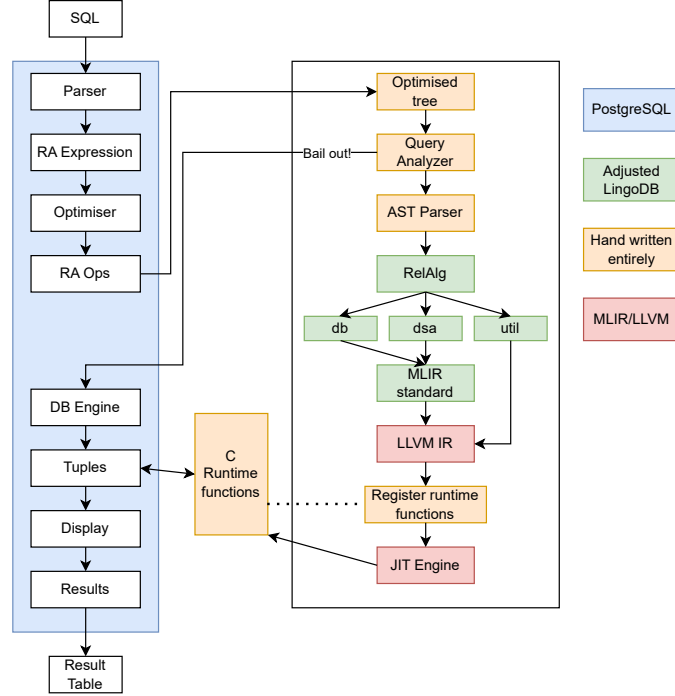 SQL
Parser
RA Expression
Optimiser
RA Ops
DB Engine
Tuples
Display
Results
Result
Table
C
Runtime
functions
Bail out!
Optimised
tree
Query
Analyzer
AST Parser
RelAlg
db
dsa
util
MLIR
standard
LLVM IR
Register runtime
functions
JIT Engine
PostgreSQL
Adjusted
LingoDB
Hand written
entirely
MLIR/LLVM